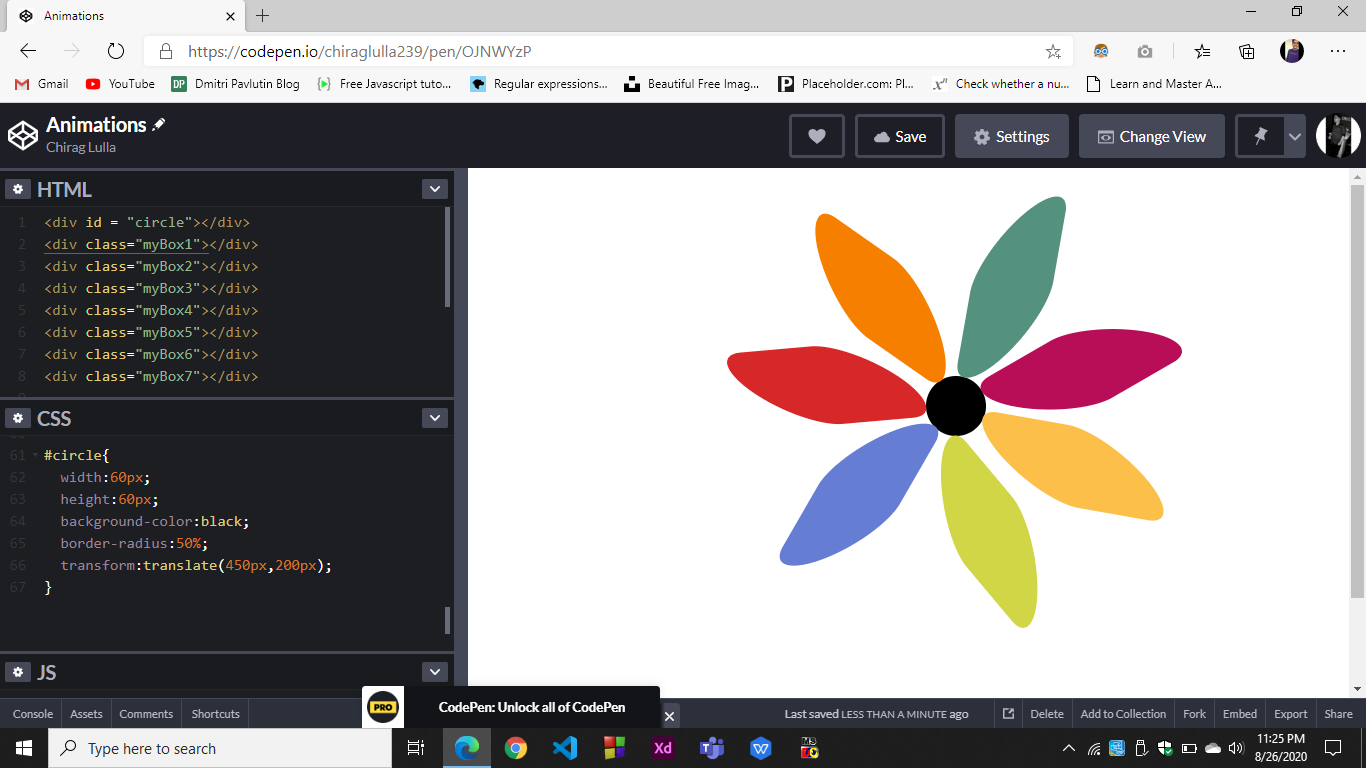 Animations
https://codepen.io/chiraglulla239/pen/OJNWYzP
Gmail YouTube DP Dmitri Pavlutin Blog Free Javascript tuto... Regular expressions... Beautiful Free Imag... Placeholder.com: Pl... Check whether a nu... Learn and Master A...
Animations
Chirag Lulla
Save Settings Change View
HTML
1 <div id = "circle"></div>
2 <div class="myBox1"></div>
3 <div class="myBox2"></div>
4 <div class="myBox3"></div>
5 <div class="myBox4"></div>
6 <div class="myBox5"></div>
7 <div class="myBox6"></div>
8 <div class="myBox7"></div>
CSS
61 #circle{
62 width:60px;
63 height:60px;
64 background-color:black;
65 border-radius:50%;
66 transform:translate(450px,200px);
67 }
JS
PRO CodePen: Unlock all of CodePen
Console Assets Comments Shortcuts Last saved LESS THAN A MINUTE ago Delete Add to Collection Fork Embed Export Share
Type here to search
Xd
11:25 PM
8/26/2020